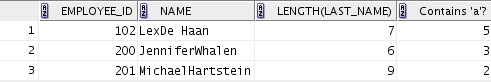 EMPLOYEE_ID NAME LENGTH(LAST_NAME) Contains 'a'?
1 102 LexDe Haan 7 5
2 200 JenniferWhalen 6 3
3 201 MichaelHartstein 9 2